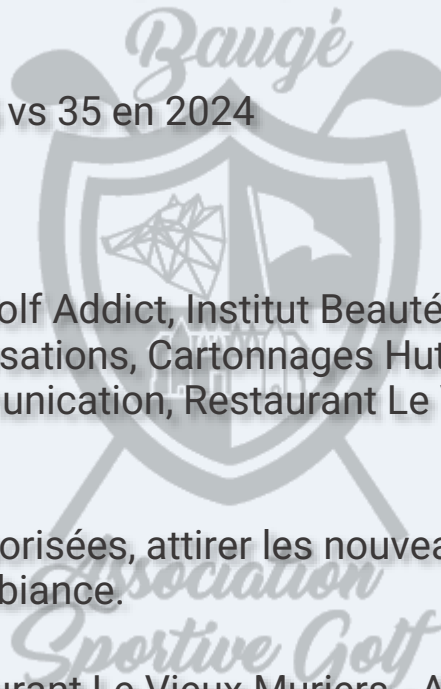 Baugé
vs 35 en 2024
olf Addict, Institut Beauté
sations, Cartonnages Hut
unication, Restaurant Le
orisées, attirer les nouvea
Association
biance.
Sportive Golf
urant Le Vieux Muriers - A